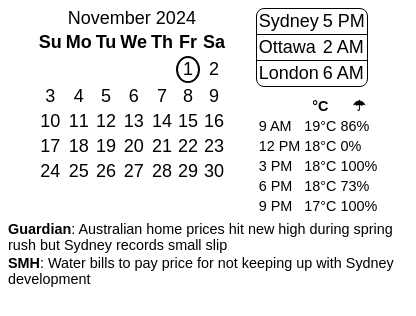 November 2024
Su Mo Tu We Th Fr Sa
1 2
3 4 5 6 7 8 9
10 11 12 13 14 15 16
17 18 19 20 21 22 23
24 25 26 27 28 29 30
Sydney 5 PM
Ottawa 2 AM
London 6 AM
°C ☂
9 AM 19°C 86%
12 PM 18°C 0%
3 PM 18°C 100%
6 PM 18°C 73%
9 PM 17°C 100%
Guardian: Australian home prices hit new high during spring
rush but Sydney records small slip
SMH: Water bills to pay price for not keeping up with Sydney
development